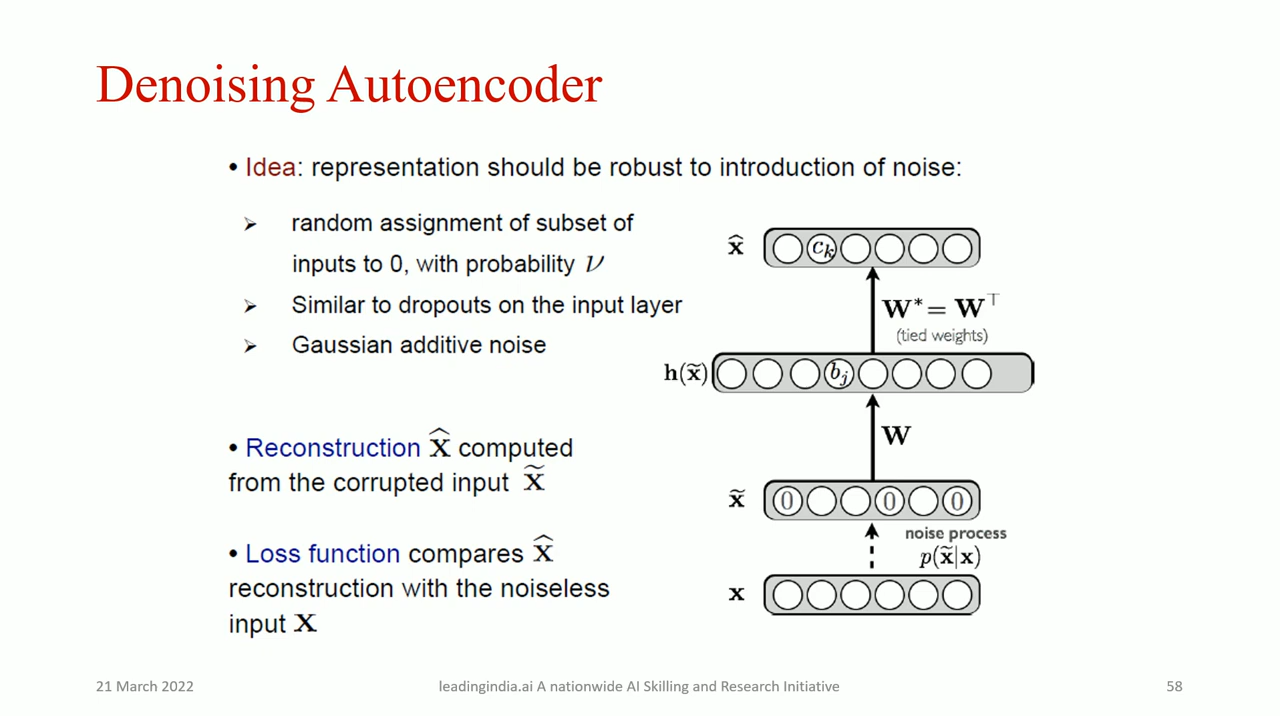 Denoising Autoencoder
• Idea: representation should be robust to introduction of noise:
➢ random assignment of subset of
inputs to 0, with probability ν
➢ Similar to dropouts on the input layer
➢ Gaussian additive noise
• Reconstruction x̂ computed
from the corrupted input x̃
• Loss function compares x̂
reconstruction with the noiseless
input x
x̂
c_k
W* = W^⊤
(tied weights)
h(x̃)
b_j
W
x̃
0 0 0
noise process
p(x̃|x)
x
21 March 2022
leadingindia.ai A nationwide AI Skilling and Research Initiative
58